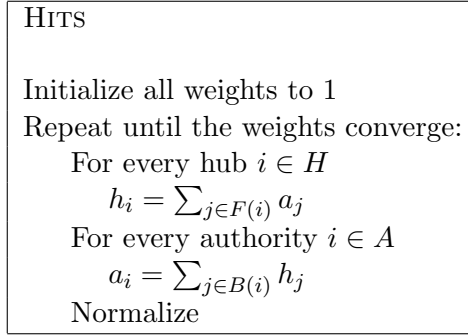 HITS
Initialize all weights to 1
Repeat until the weights converge:
For every hub i ∈ H
h_i = ∑_{j∈F(i)} a_j
For every authority i ∈ A
a_i = ∑_{j∈B(i)} h_j
Normalize